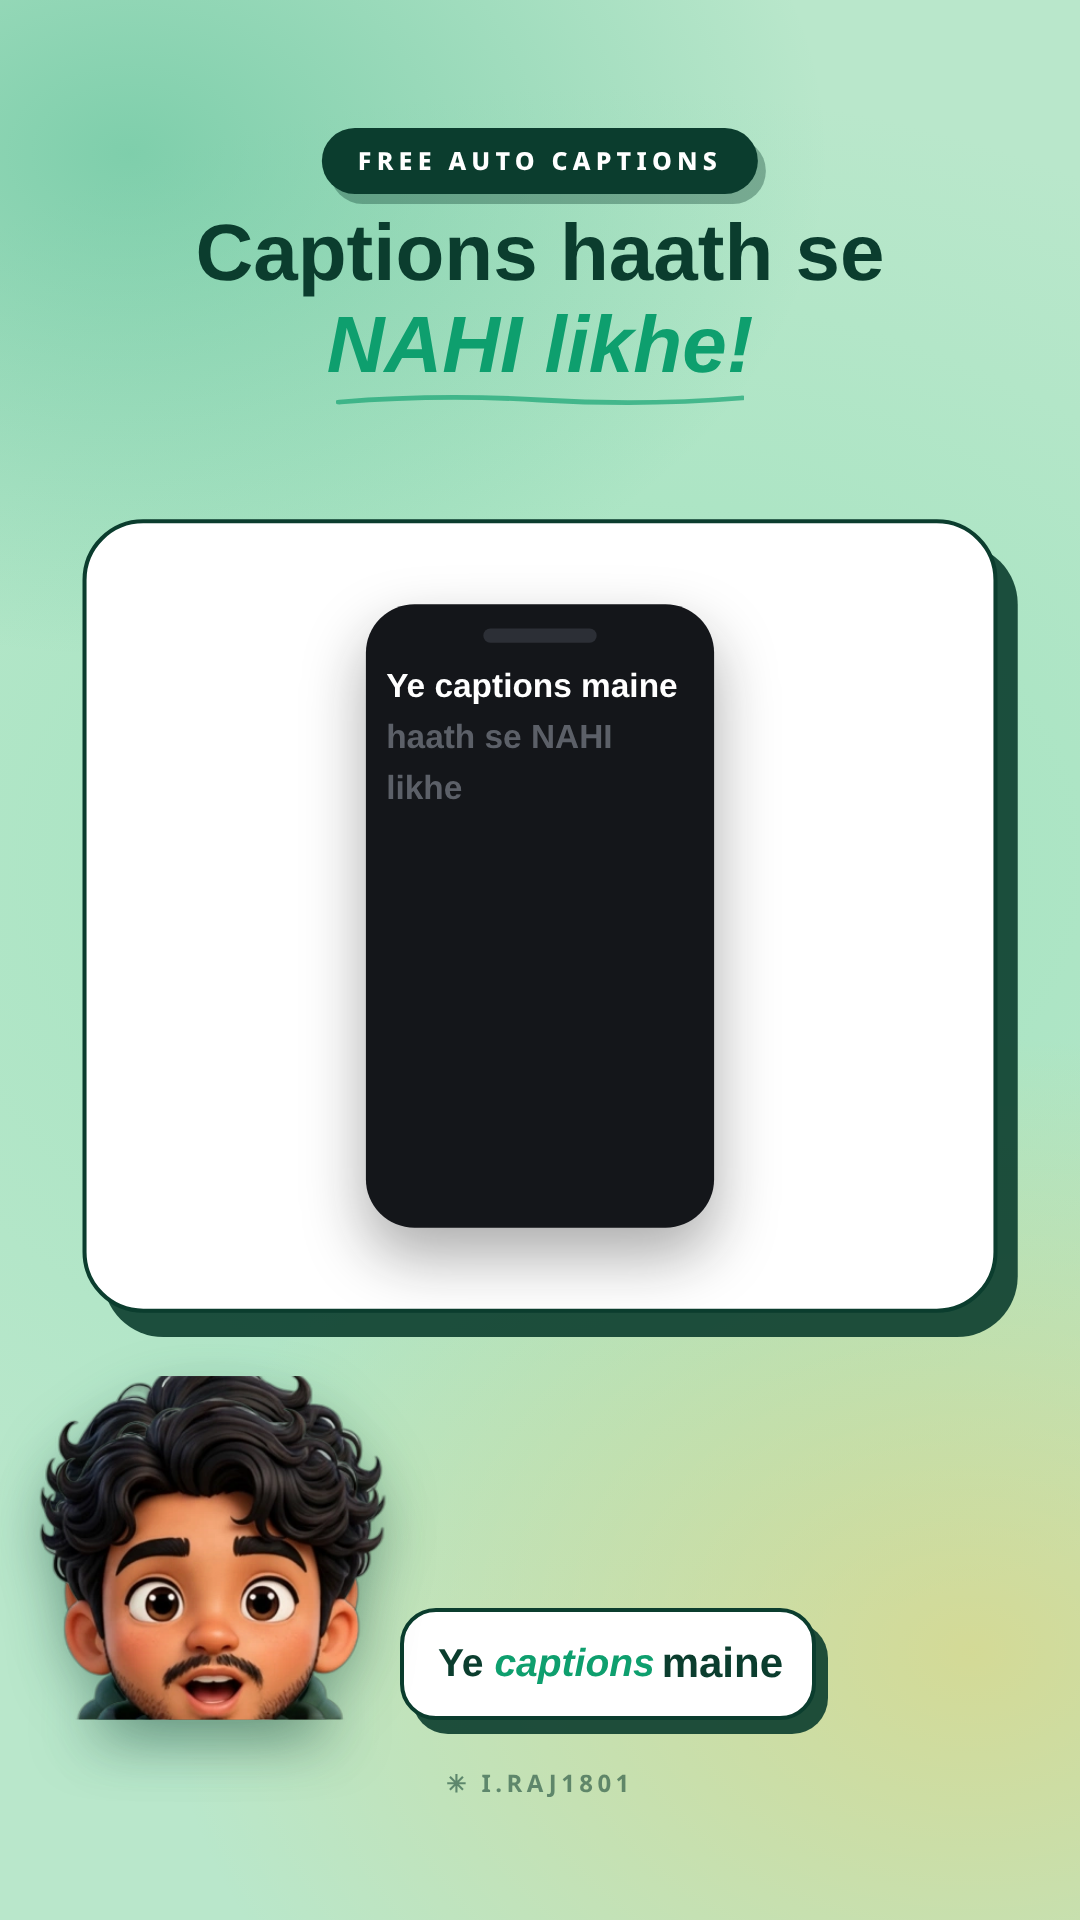 FREE AUTO CAPTIONS
Captions haath se
NAHI likhe!
Ye captions maine
haath se NAHI
likhe
Ye captions maine
✳ I.RAJ1801